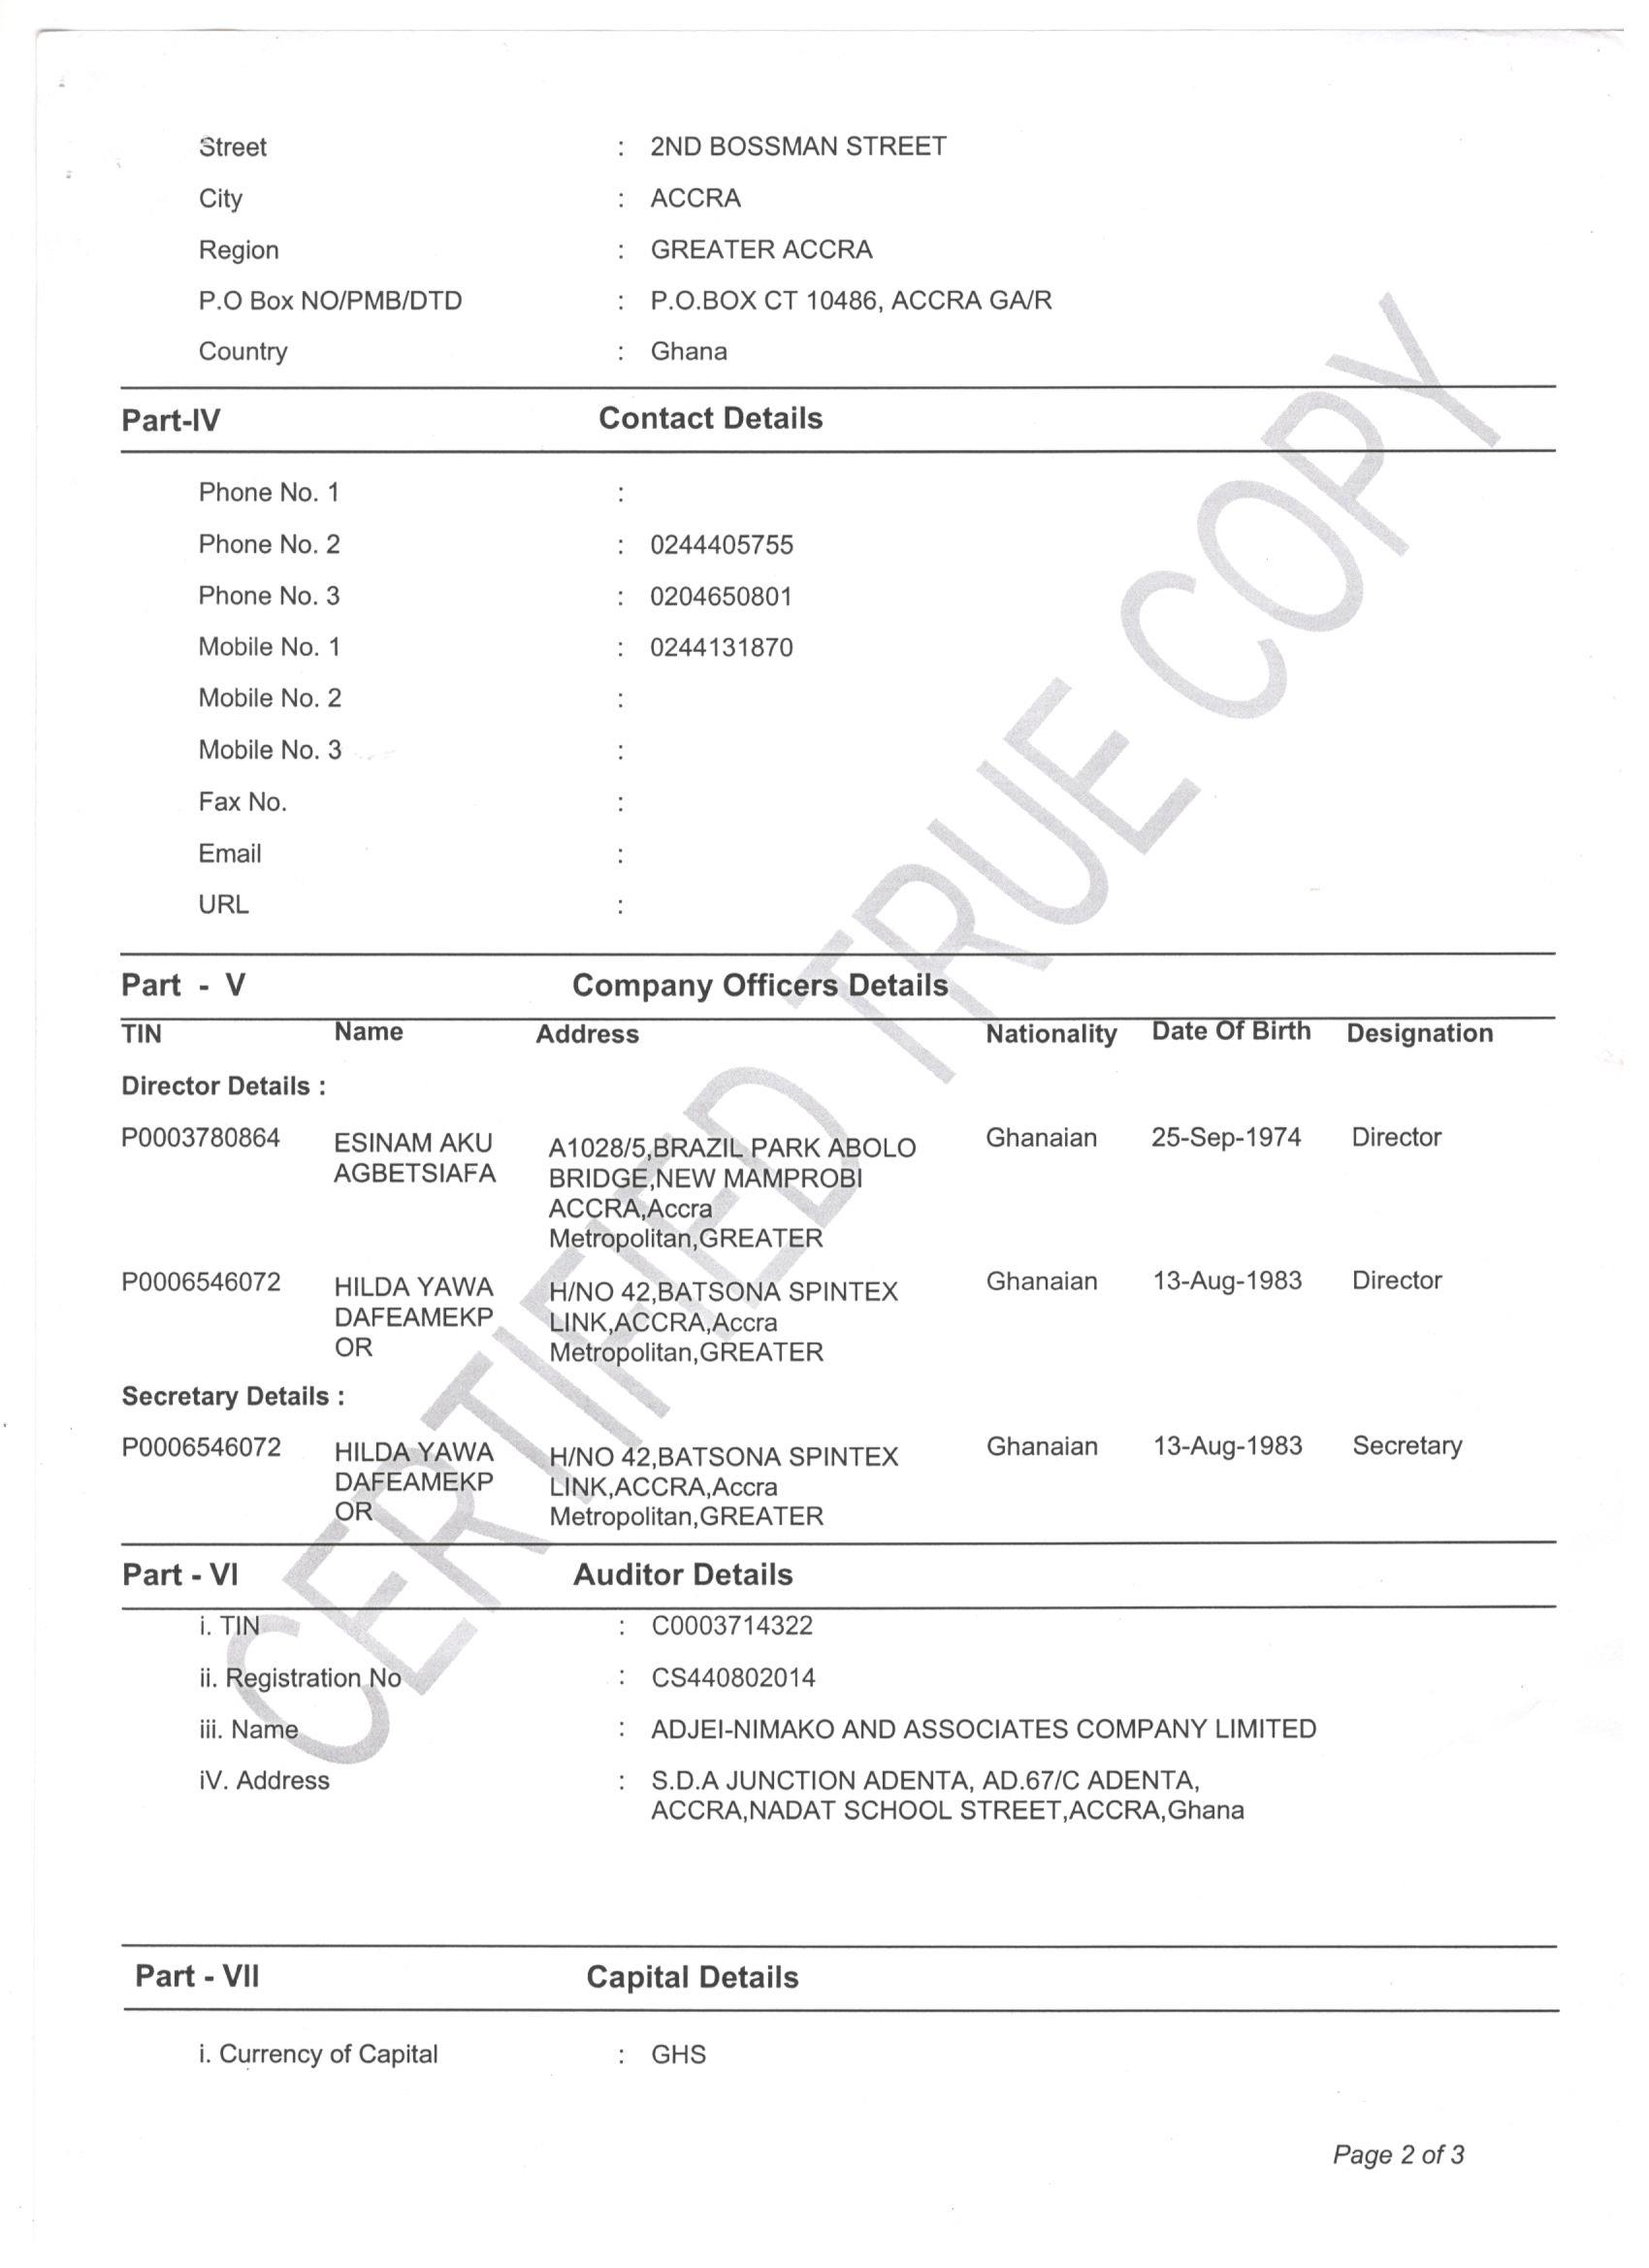 Street : 2ND BOSSMAN STREET
City : ACCRA
Region : GREATER ACCRA
P.O Box NO/PMB/DTD : P.O.BOX CT 10486, ACCRA GA/R
Country : Ghana
Part-IV Contact Details
Phone No. 1 :
Phone No. 2 : 0244405755
Phone No. 3 : 0204650801
Mobile No. 1 : 0244131870
Mobile No. 2 :
Mobile No. 3 :
Fax No. :
Email :
URL :
Part - V Company Officers Details
TIN Name Address Nationality Date Of Birth Designation
Director Details :
P0003780864 ESINAM AKU A1028/5,BRAZIL PARK ABOLO Ghanaian 25-Sep-1974 Director
AGBETSIAFA BRIDGE,NEW MAMPROBI
ACCRA,Accra
Metropolitan,GREATER
P0006546072 HILDA YAWA H/NO 42,BATSONA SPINTEX Ghanaian 13-Aug-1983 Director
DAFEAMEKP LINK,ACCRA,Accra
OR Metropolitan,GREATER
Secretary Details :
P0006546072 HILDA YAWA H/NO 42,BATSONA SPINTEX Ghanaian 13-Aug-1983 Secretary
DAFEAMEKP LINK,ACCRA,Accra
OR Metropolitan,GREATER
Part - VI Auditor Details
i. TIN : C0003714322
ii. Registration No : CS440802014
iii. Name : ADJEI-NIMAKO AND ASSOCIATES COMPANY LIMITED
iV. Address : S.D.A JUNCTION ADENTA, AD.67/C ADENTA,
ACCRA,NADAT SCHOOL STREET,ACCRA,Ghana
Part - VII Capital Details
i. Currency of Capital : GHS
Page 2 of 3
CERTIFIED TRUE COPY